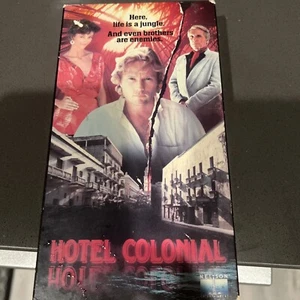 Here,
life is a jungle.
And even brothers
are enemies.
HOTEL COLONIAL